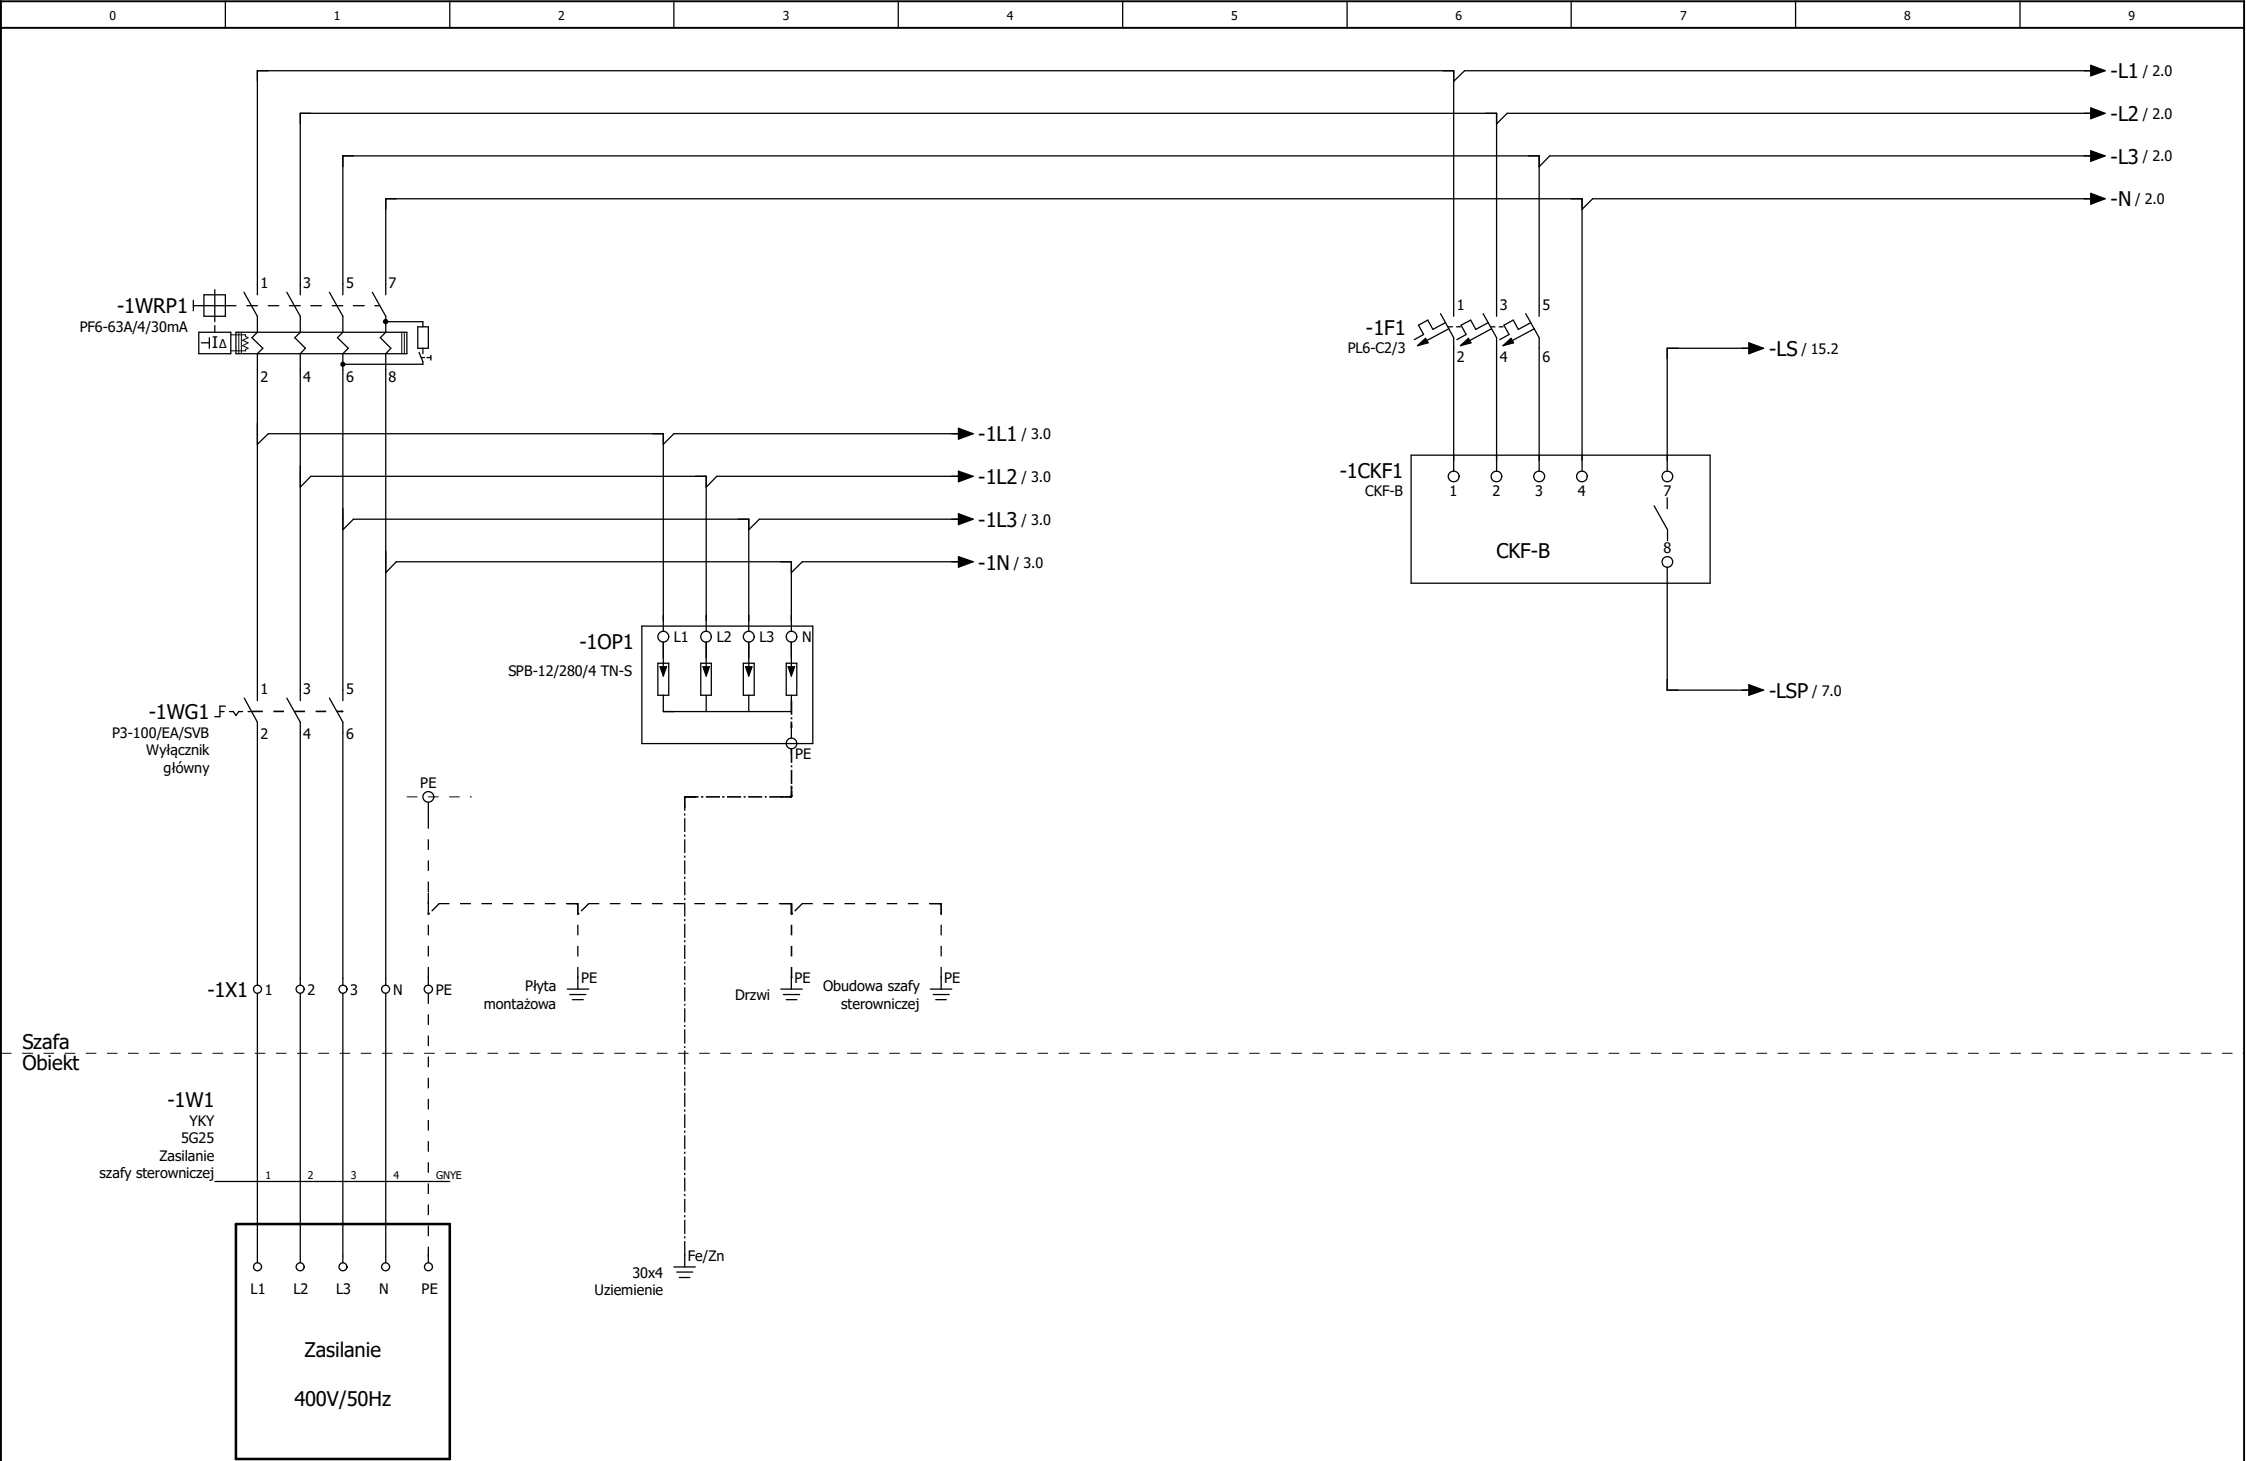 0 1 2 3 4 5 6 7 8 9
-L1 / 2.0
-L2 / 2.0
-L3 / 2.0
-N / 2.0
-1WRP1
PF6-63A/4/30mA
1 3 5 7
I∆
2 4 6 8
-1F1
PL6-C2/3
1 3 5
2 4 6
-LS / 15.2
-1L1 / 3.0
-1L2 / 3.0
-1L3 / 3.0
-1N / 3.0
-1CKF1
CKF-B
1 2 3 4 7
CKF-B
8
-LSP / 7.0
-1OP1
SPB-12/280/4 TN-S
L1 L2 L3 N
PE
-1WG1
P3-100/EA/SVB
Wyłącznik
główny
1 3 5
2 4 6
PE
-1X1 1 2 3 N PE
Płyta
montażowa
PE
Drzwi
PE
Obudowa szafy
sterowniczej
PE
Szafa
Obiekt
-1W1
YKY
5G25
Zasilanie
szafy sterowniczej
1 2 3 4 GNYE
L1 L2 L3 N PE
Zasilanie
400V/50Hz
Fe/Zn
30x4
Uziemienie